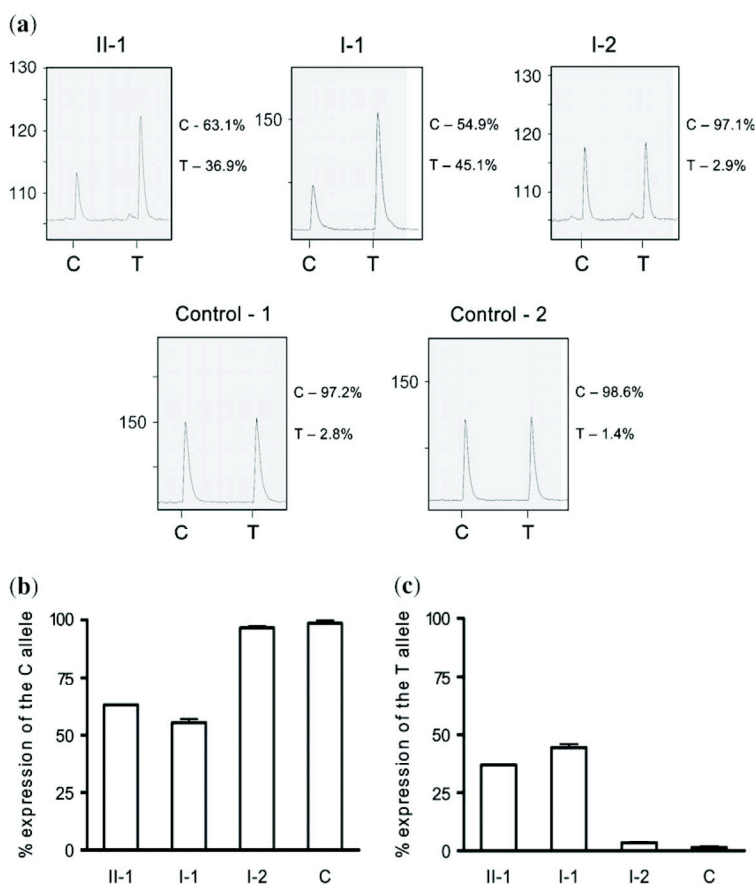 (a)
II-1
130
120
110
C - 63.1%
T – 36.9%
C T
I-1
150
C – 54.9%
T – 45.1%
C T
I-2
130
120
110
C – 97.1%
T – 2.9%
C T
Control - 1
150
C – 97.2%
T – 2.8%
C T
Control - 2
150
C – 98.6%
T – 1.4%
C T
(b)
% expression of the C allele
100
75
50
25
0
II-1 I-1 I-2 C
(c)
% expression of the T allele
100
75
50
25
0
II-1 I-1 I-2 C